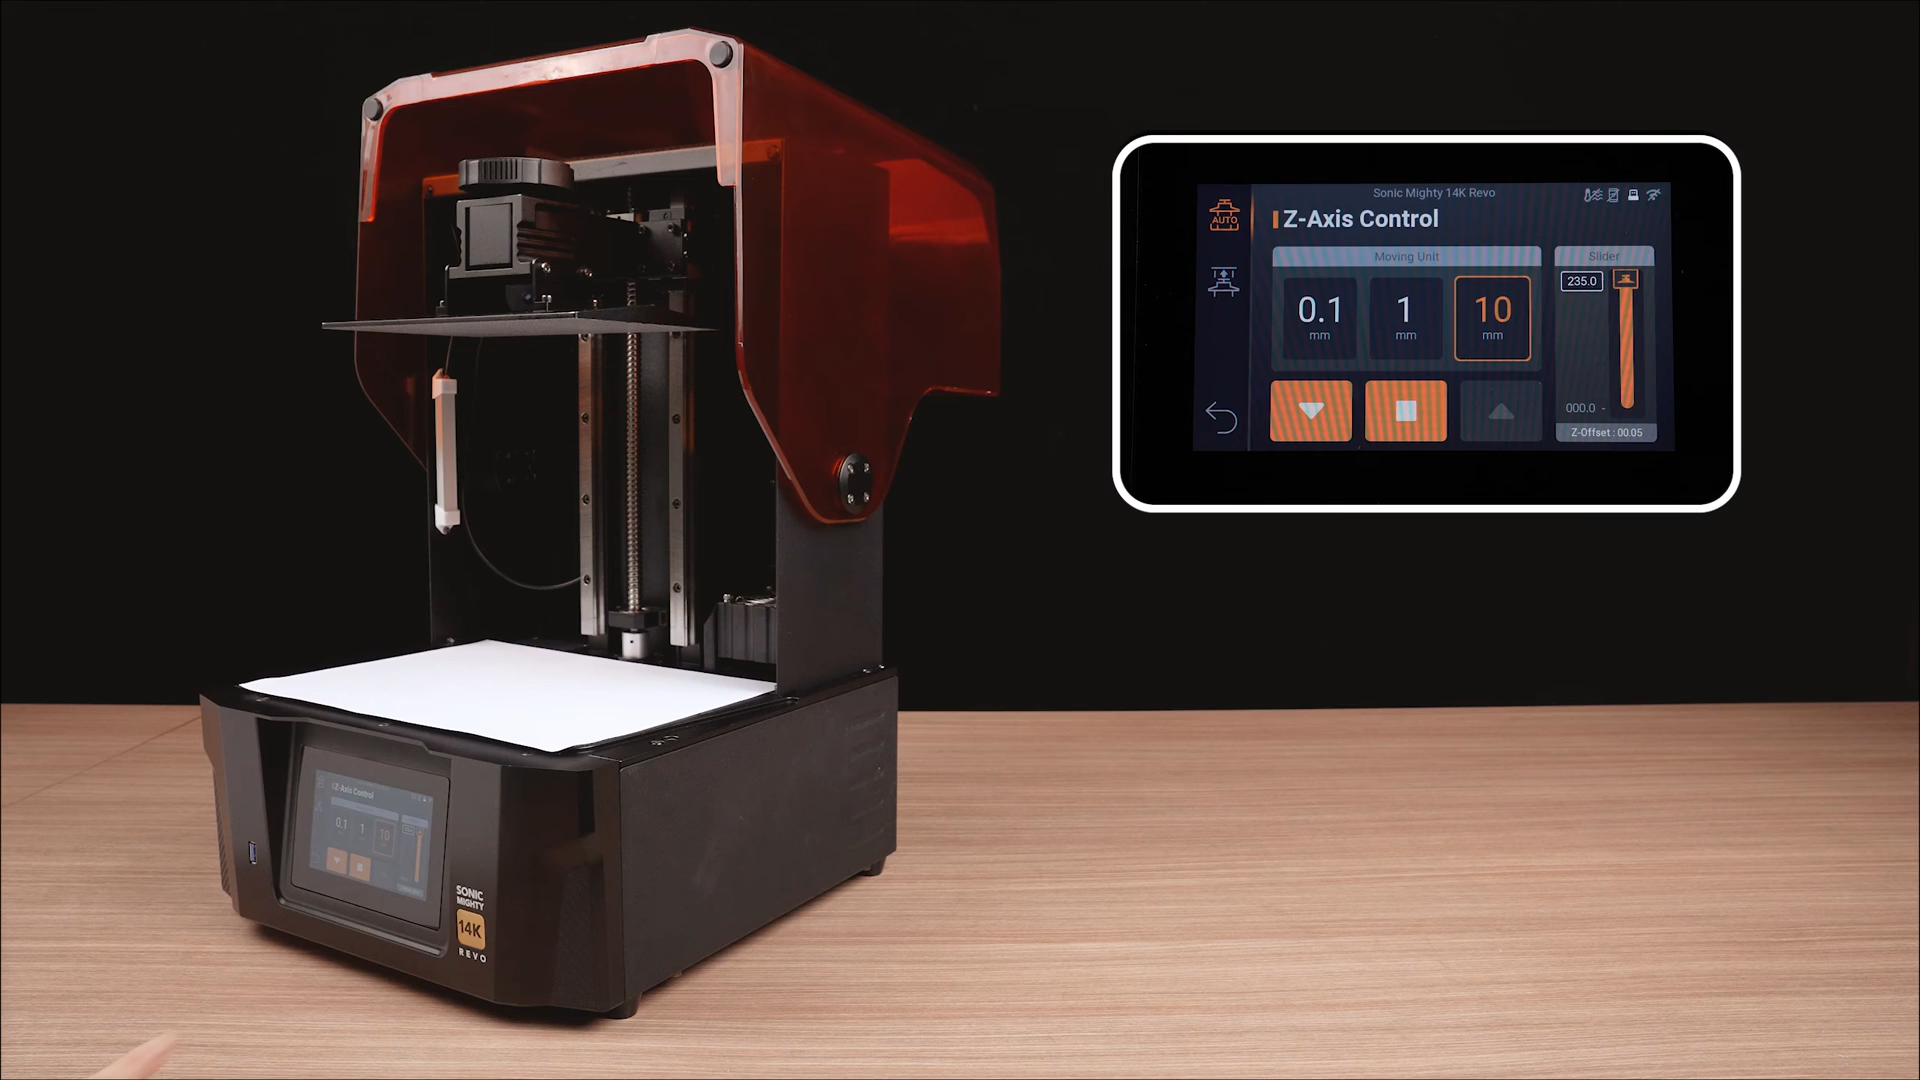 Sonic Mighty 14K Revo
AUTO
Z-Axis Control
Moving Unit
0.1
mm
1
mm
10
mm
Slider
235.0
000.0 -
Z-Offset : 00.05
Z-Axis Control
0.1
1
10
SONIC
MIGHTY
14K
REVO